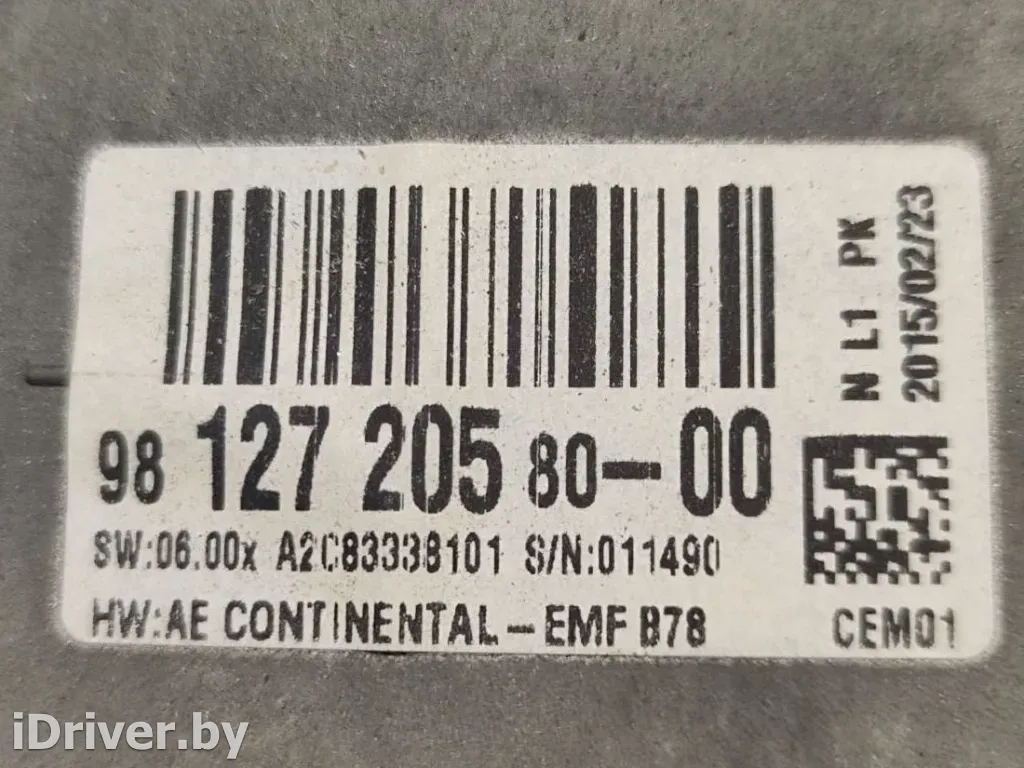 98 127 205 80-00
SW:06.00x A2C83338101 S/N:011490
HW:AE CONTINENTAL-EMF B78
N L1 PK
2015/02/23
CEM01
iDriver.by